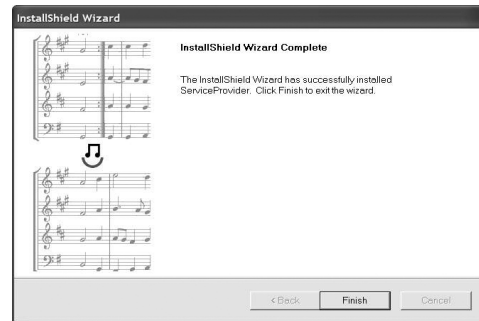 InstallShield Wizard
InstallShield Wizard Complete
The InstallShield Wizard has successfully installed
ServiceProvider. Click Finish to exit the wizard.
< Back
Finish
Cancel